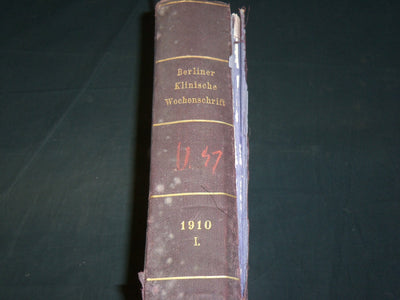 Berliner
Klinische
Wochenschrift
1910
I.